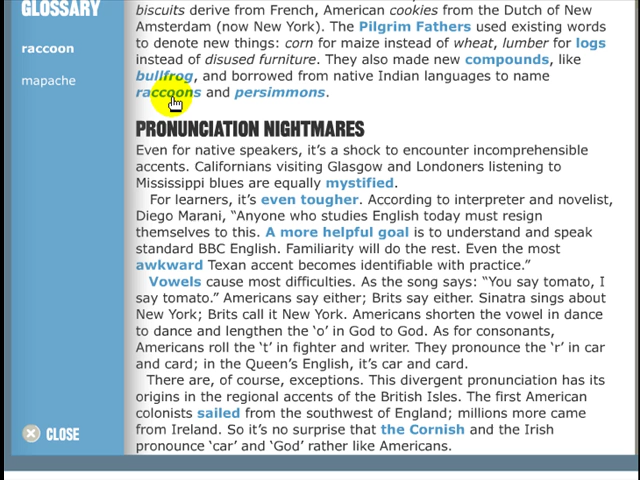 GLOSSARY
raccoon
mapache
CLOSE
biscuits derive from French, American cookies from the Dutch of New
Amsterdam (now New York). The Pilgrim Fathers used existing words
to denote new things: corn for maize instead of wheat, lumber for logs
instead of disused furniture. They also made new compounds, like
bullfrog, and borrowed from native Indian languages to name
raccoons and persimmons.
PRONUNCIATION NIGHTMARES
Even for native speakers, it's a shock to encounter incomprehensible
accents. Californians visiting Glasgow and Londoners listening to
Mississippi blues are equally mystified.
For learners, it's even tougher. According to interpreter and novelist,
Diego Marani, "Anyone who studies English today must resign
themselves to this. A more helpful goal is to understand and speak
standard BBC English. Familiarity will do the rest. Even the most
awkward Texan accent becomes identifiable with practice."
Vowels cause most difficulties. As the song says: "You say tomato, I
say tomato." Americans say either; Brits say either. Sinatra sings about
New York; Brits call it New York. Americans shorten the vowel in dance
to dance and lengthen the 'o' in God to God. As for consonants,
Americans roll the 't' in fighter and writer. They pronounce the 'r' in car
and card; in the Queen's English, it's car and card.
There are, of course, exceptions. This divergent pronunciation has its
origins in the regional accents of the British Isles. The first American
colonists sailed from the southwest of England; millions more came
from Ireland. So it's no surprise that the Cornish and the Irish
pronounce 'car' and 'God' rather like Americans.